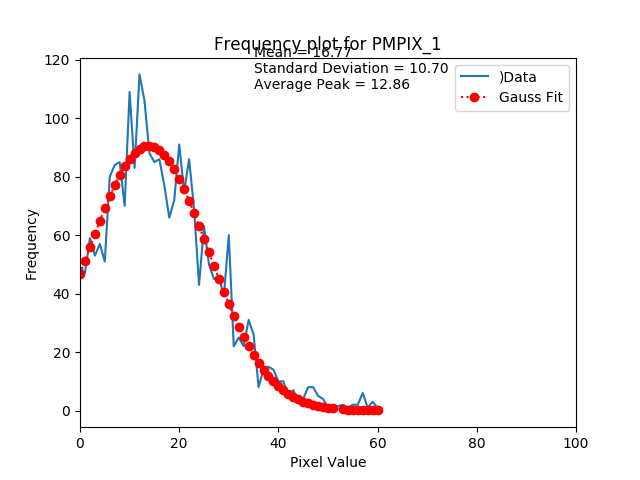 Frequency plot for PMPIX_1
Mean = 16.77
Standard Deviation = 10.70
Average Peak = 12.86
)Data
Gauss Fit
Frequency
120
100
80
60
40
20
0
0 20 40 60 80 100
Pixel Value